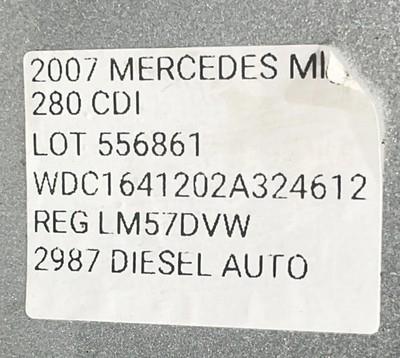 2007 MERCEDES
280 CDI
LOT 556861
WDC1641202A324612
REG LM57DVW
2987 DIESEL AUTO